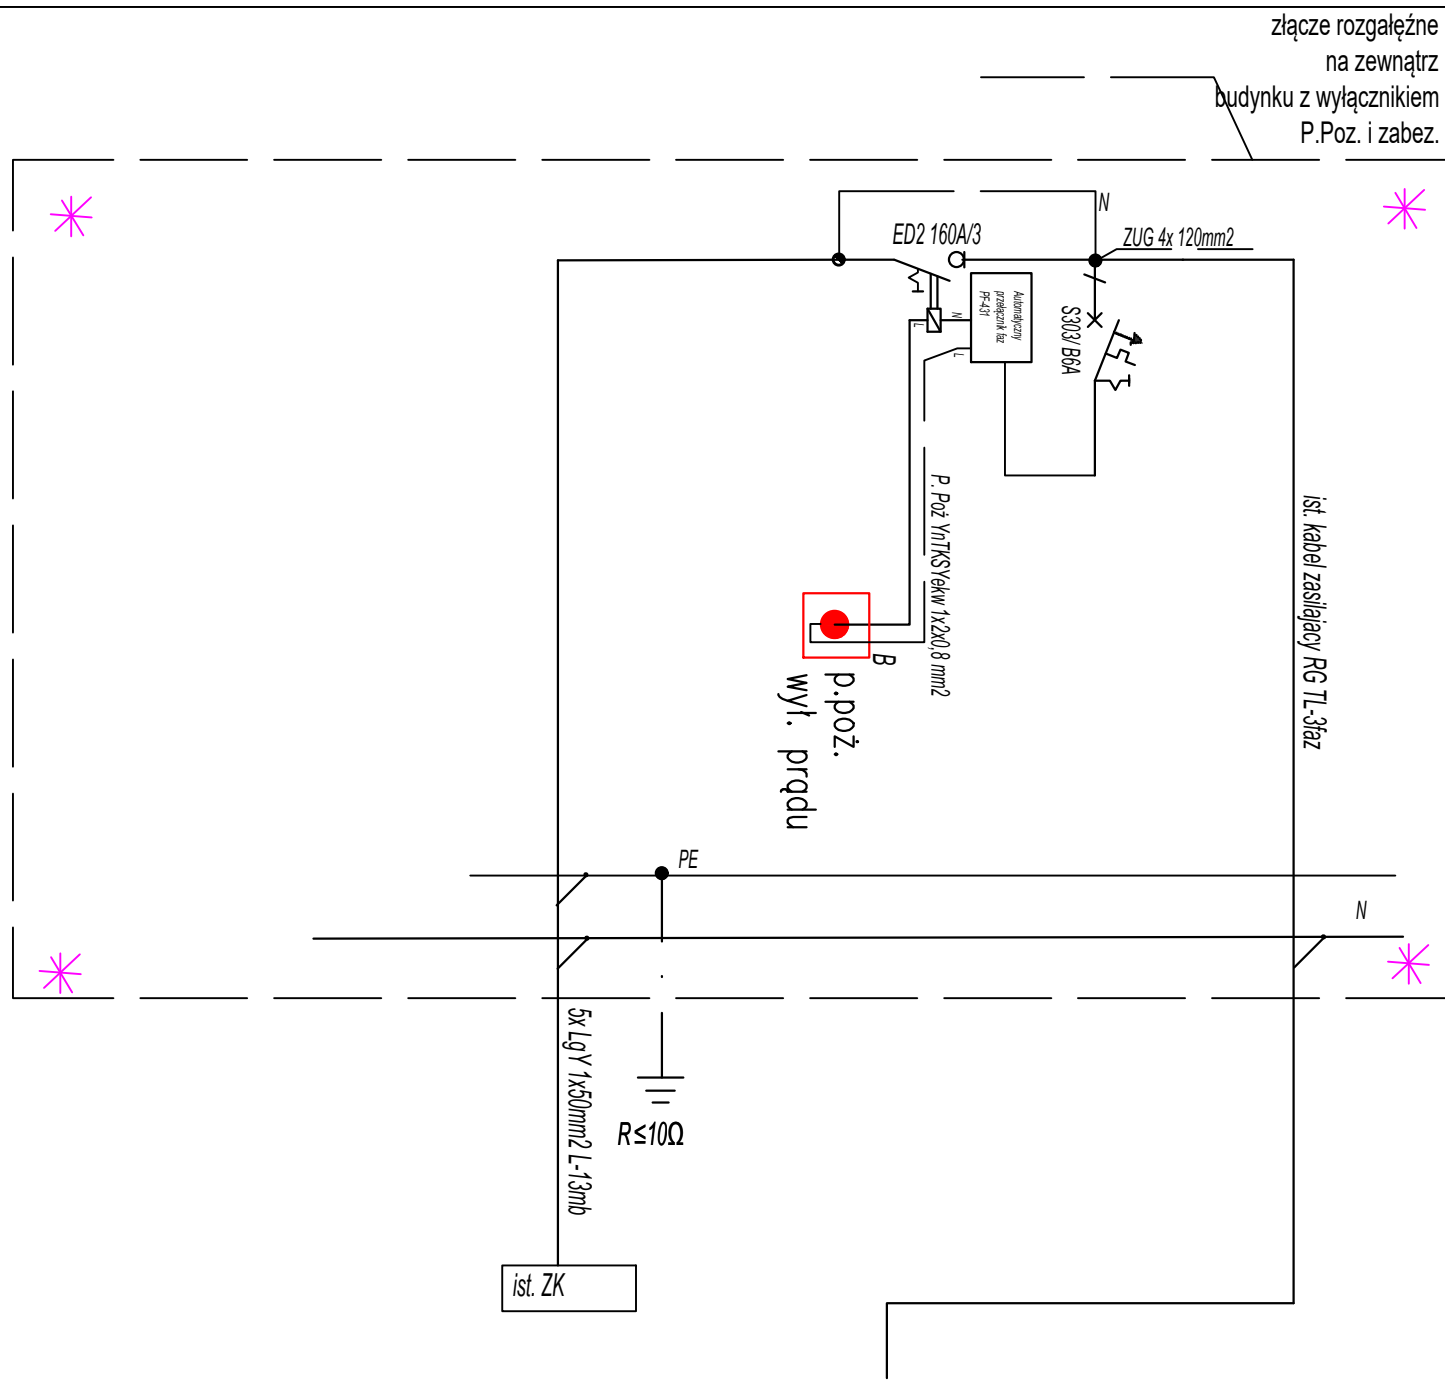 złącze rozgałęźne
na zewnątrz
budynku z wyłącznikiem
P.Poz. i zabez.
N
ED2 160A/3
ZUG 4x 120mm2
Automatyczny
przełącznik faz
PF-431
N
L
L
S303/ B6A
P. Poż YnTKSYekw 1x2x0,8 mm2
ist. kabel zasilajacy RG TL-3faz
B
p.poż.
wył. prądu
PE
N
5x LgY 1x50mm2 L-13mb
R≤10Ω
ist. ZK